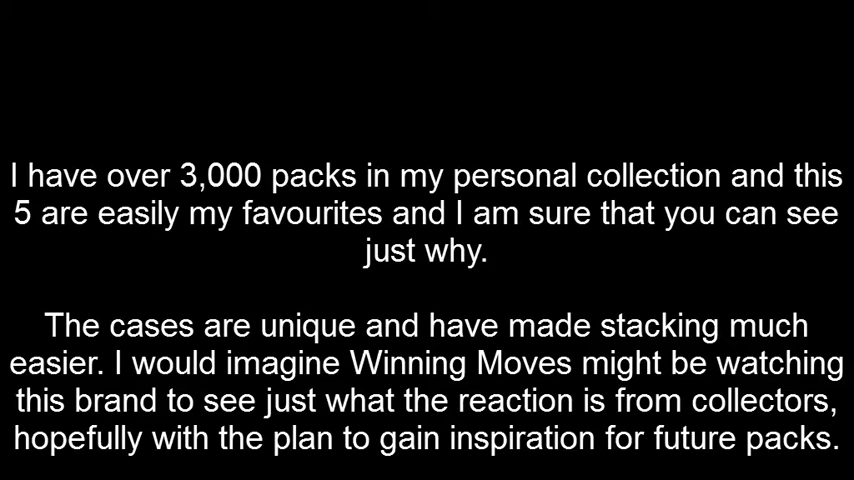 I have over 3,000 packs in my personal collection and this
5 are easily my favourites and I am sure that you can see
just why.
The cases are unique and have made stacking much
easier. I would imagine Winning Moves might be watching
this brand to see just what the reaction is from collectors,
hopefully with the plan to gain inspiration for future packs.